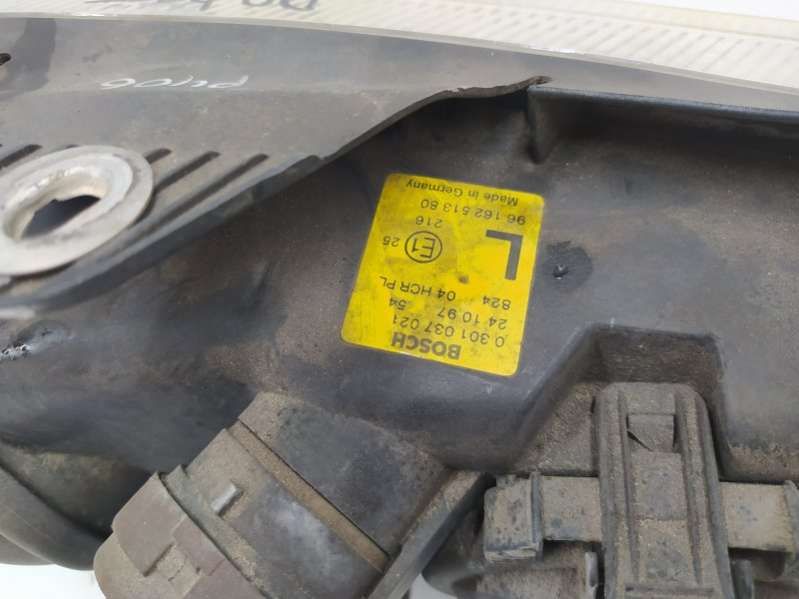 BOSCH
0 301 037 021
24 10 97 54
824 04 HCR PL
L
E1 25
216
96 162 513 80
Made in Germany